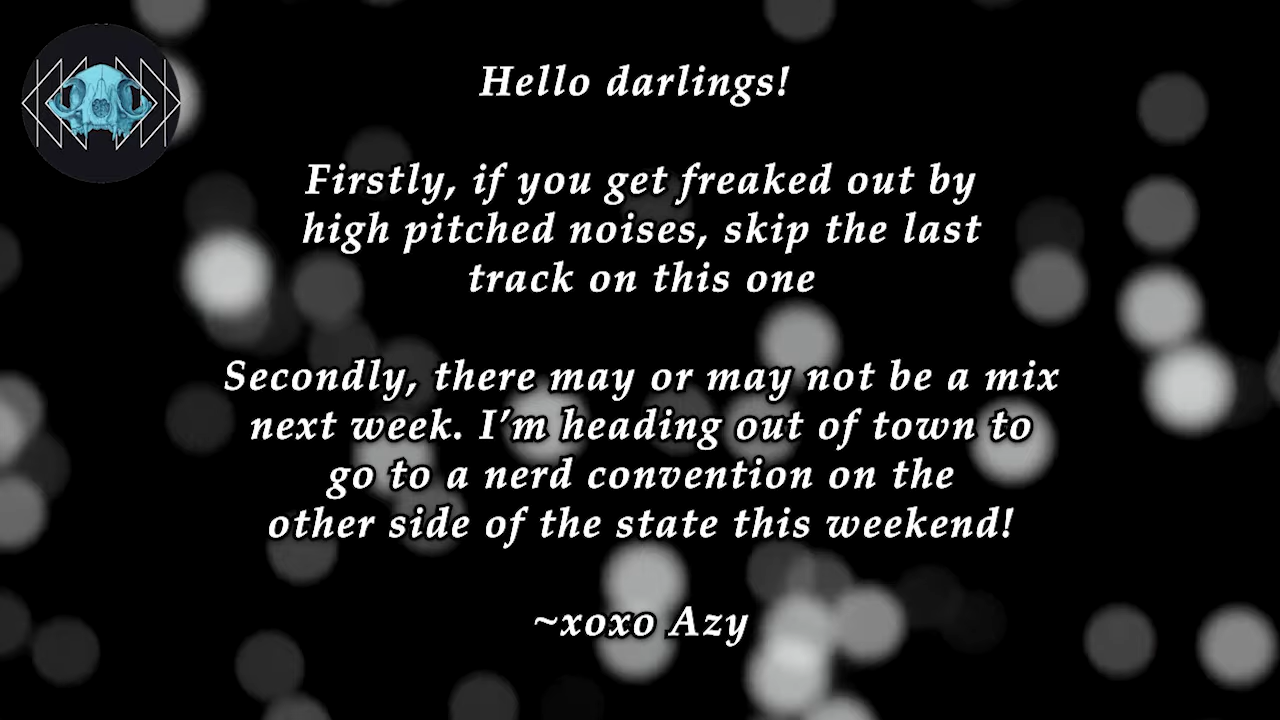 Hello darlings!
Firstly, if you get freaked out by
high pitched noises, skip the last
track on this one
Secondly, there may or may not be a mix
next week. I’m heading out of town to
go to a nerd convention on the
other side of the state this weekend!
~xoxo Azy